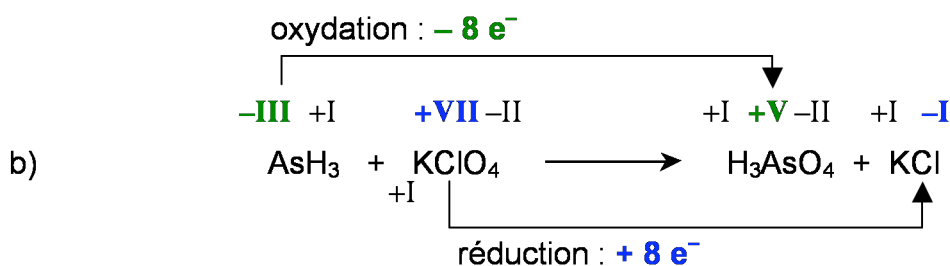 oxydation : – 8 e⁻
–III +I +VII –II +I +V –II +I –I
b) AsH₃ + KClO₄ H₃AsO₄ + KCl
+I
réduction : + 8 e⁻